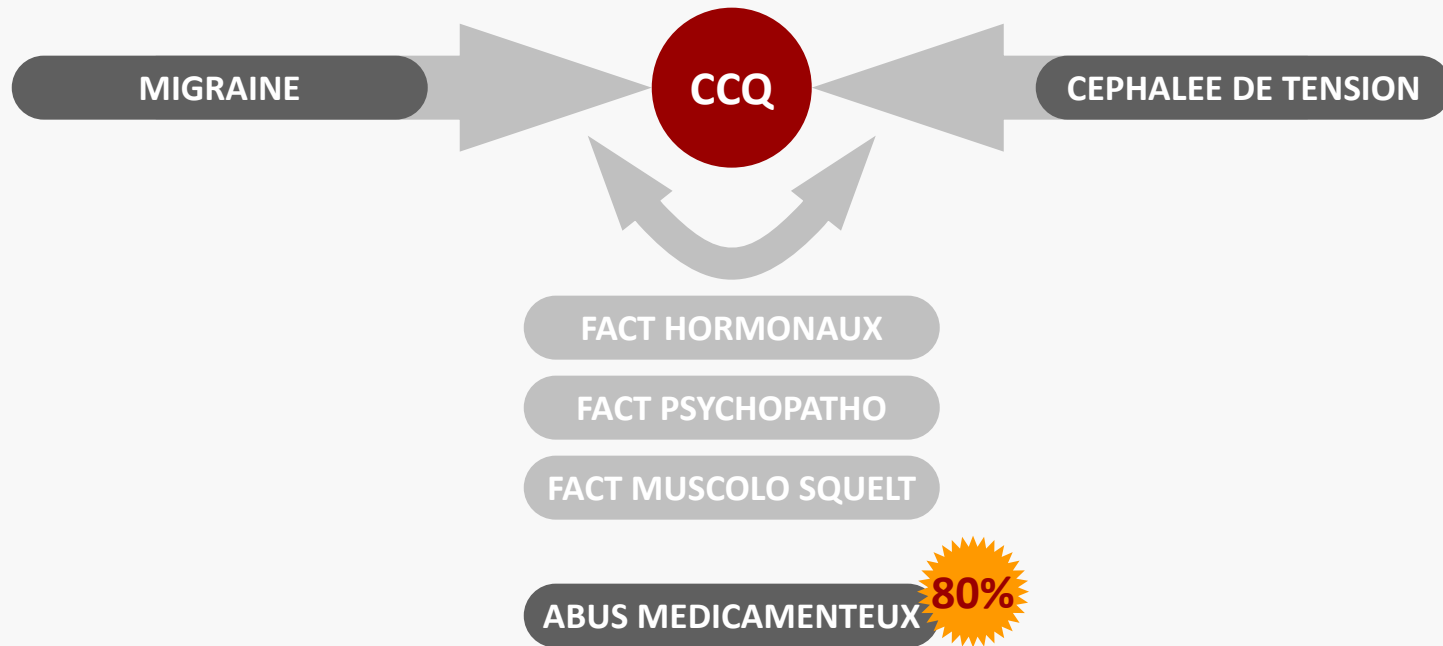 MIGRAINE
CCQ
CEPHALEE DE TENSION
FACT HORMONAUX
FACT PSYCHOPATHO
FACT MUSCOLO SQUELT
ABUS MEDICAMENTEUX
80%